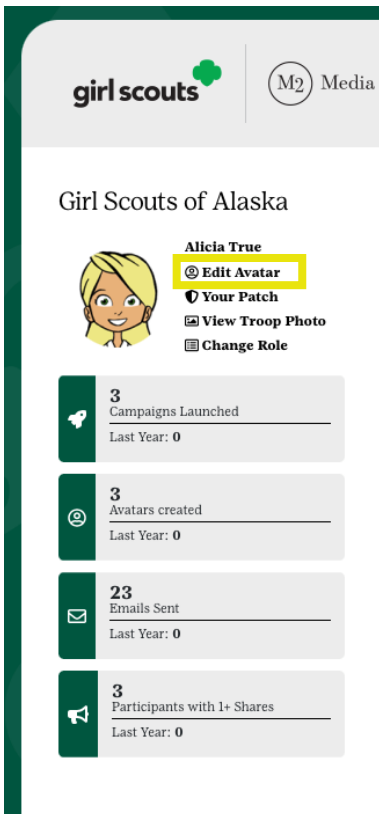 girl scouts
M2 Media
Girl Scouts of Alaska
Alicia True
Edit Avatar
Your Patch
View Troop Photo
Change Role
3
Campaigns Launched
Last Year: 0
3
Avatars created
Last Year: 0
23
Emails Sent
Last Year: 0
3
Participants with 1+ Shares
Last Year: 0